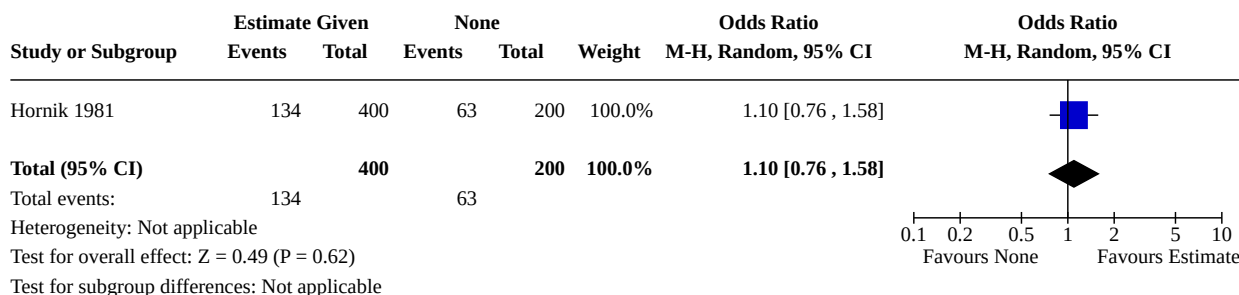 Estimate Given None Odds Ratio Odds Ratio
Study or Subgroup Events Total Events Total Weight M-H, Random, 95% CI M-H, Random, 95% CI
Hornik 1981 134 400 63 200 100.0% 1.10 [0.76 , 1.58]
Total (95% CI) 400 200 100.0% 1.10 [0.76 , 1.58]
Total events: 134 63
Heterogeneity: Not applicable
0.1 0.2 0.5 1 2 5 10
Test for overall effect: Z = 0.49 (P = 0.62) Favours None Favours Estimate
Test for subgroup differences: Not applicable